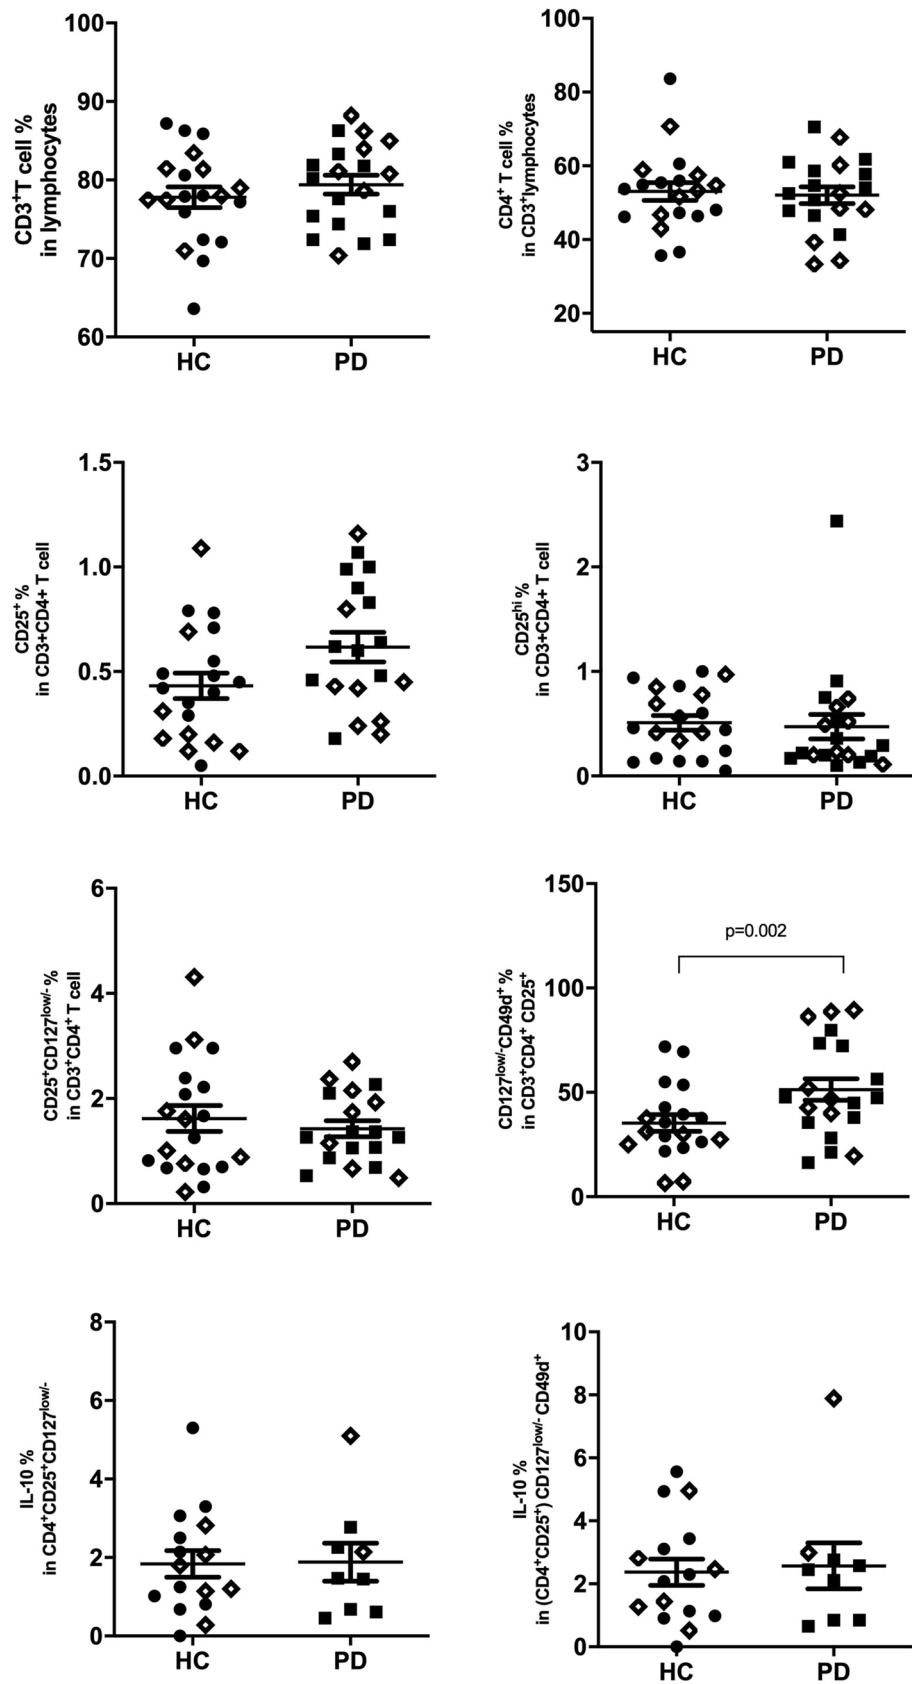 CD3⁺T cell %
in lymphocytes
100
90
80
70
60
HC
PD
CD4⁺ T cell %
in CD3⁺lymphocytes
100
80
60
40
20
HC
PD
CD25⁺ %
in CD3+CD4+ T cell
1.5
1.0
0.5
0.0
HC
PD
CD25ʰⁱ %
in CD3+CD4+ T cell
3
2
1
0
HC
PD
CD25⁺CD127ˡᵒʷ/⁻ %
in CD3⁺CD4⁺ T cell
6
4
2
0
HC
PD
CD127ˡᵒʷ/⁻CD49d⁺ %
in CD3⁺CD4⁺ CD25⁺
150
100
50
0
p=0.002
HC
PD
IL-10 %
in CD4⁺CD25⁺CD127ˡᵒʷ/⁻
8
6
4
2
0
HC
PD
IL-10 %
in (CD4⁺CD25⁺) CD127ˡᵒʷ/⁻ CD49d⁺
10
8
6
4
2
0
HC
PD